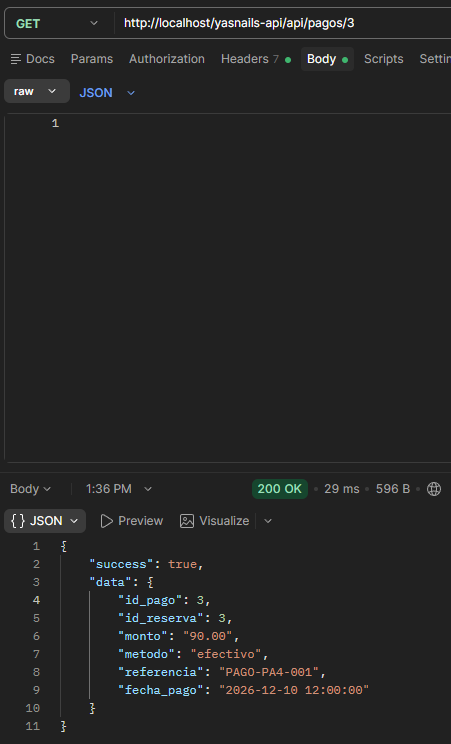 GET http://localhost/yasnails-api/api/pagos/3
Docs Params Authorization Headers 7 Body Scripts Settin
raw JSON
1
Body 1:36 PM 200 OK 29 ms 596 B
{} JSON Preview Visualize
1 {
2 "success": true,
3 "data": {
4 "id_pago": 3,
5 "id_reserva": 3,
6 "monto": "90.00",
7 "metodo": "efectivo",
8 "referencia": "PAGO-PA4-001",
9 "fecha_pago": "2026-12-10 12:00:00"
10 }
11 }